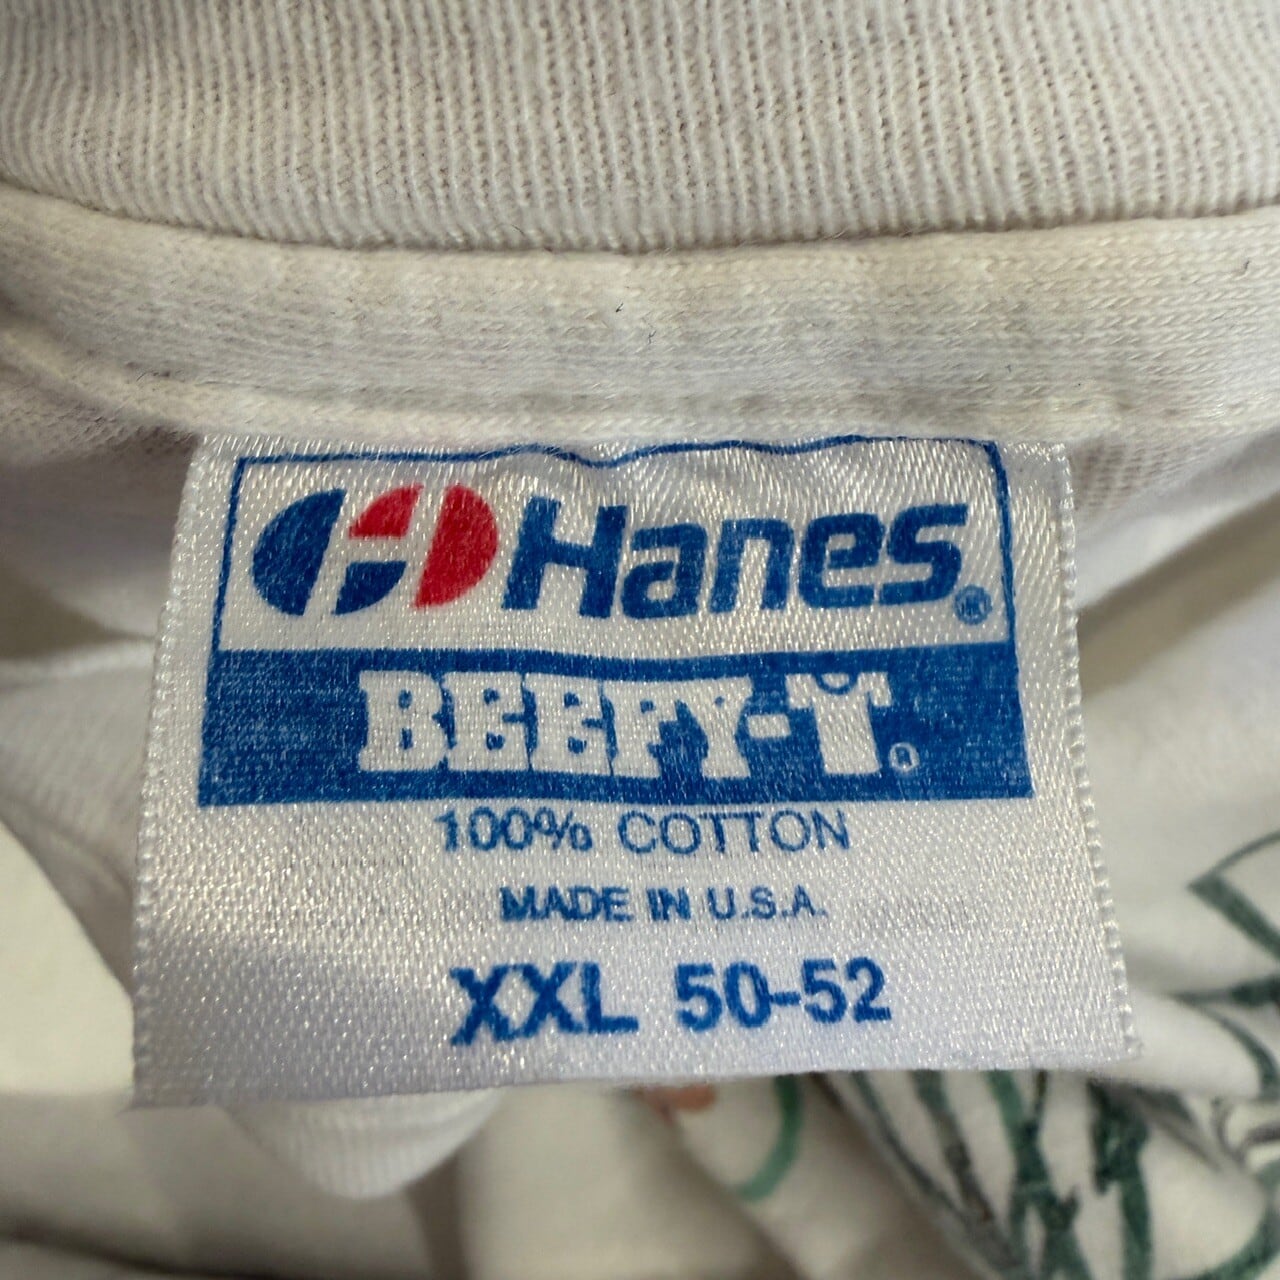 Hanes®
BEEFY-T®
100% COTTON
MADE IN U.S.A.
XXL 50-52